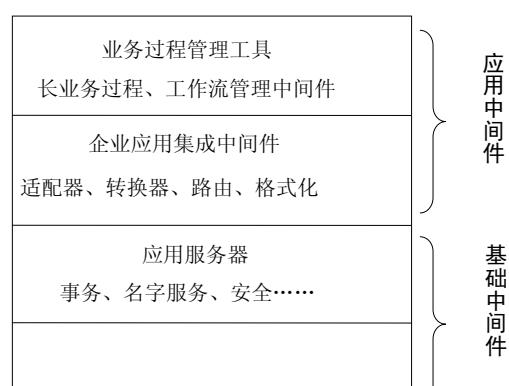 业务过程管理工具
长业务过程、工作流管理中间件
应用中间件
企业应用集成中间件
适配器、转换器、路由、格式化
应用服务器
事务、名字服务、安全……
基础中间件